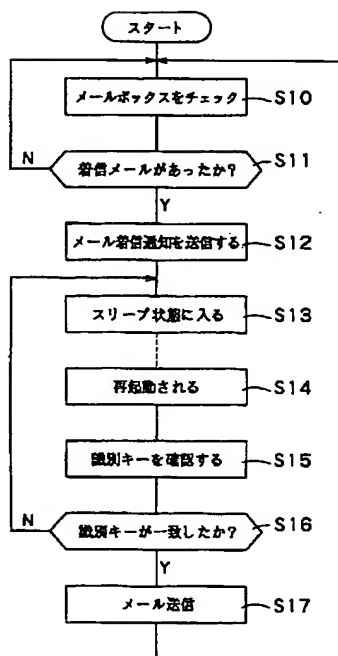 スタート
メールボックスをチェック S10
N
着信メールがあったか? S11
Y
メール着信通知を送信する S12
スリープ状態に入る S13
再起動される S14
識別キーを確認する S15
N
識別キーが一致したか? S16
Y
メール送信 S17